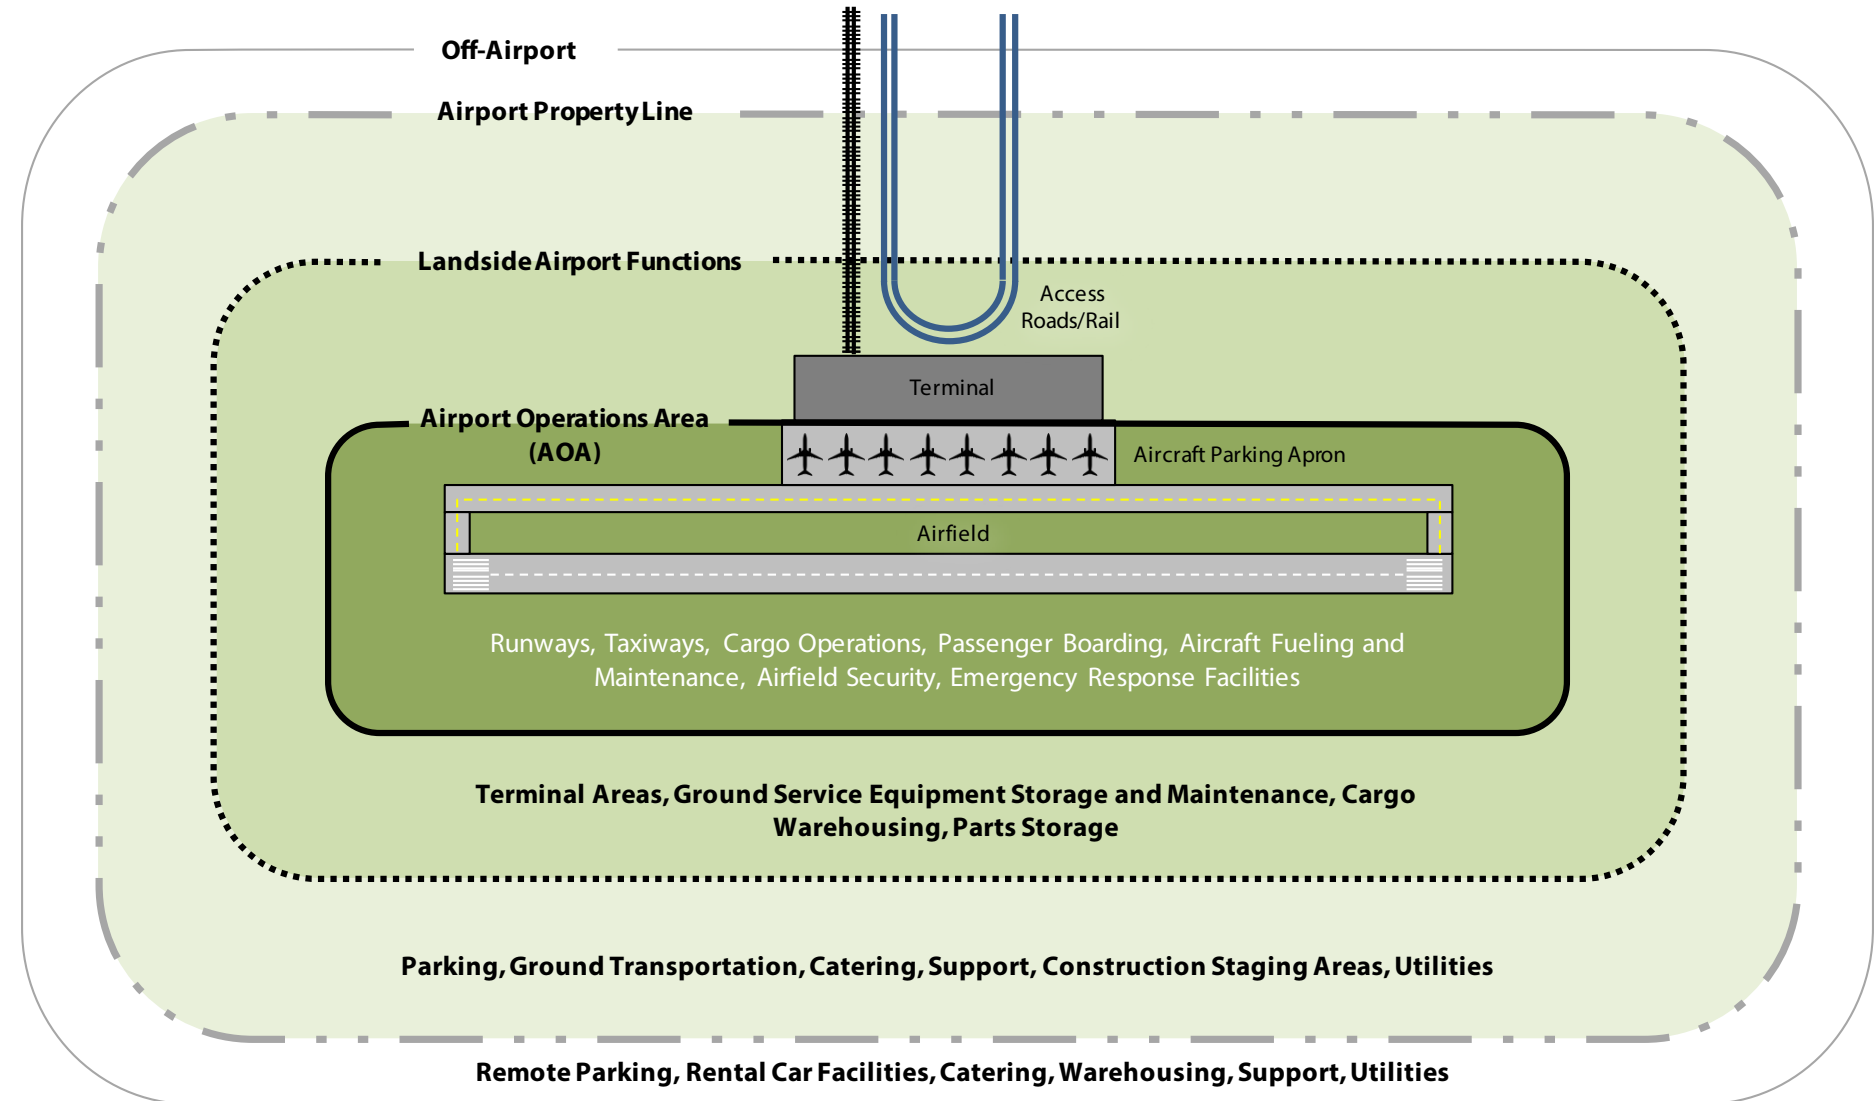 Off-Airport
Airport Property Line
Landside Airport Functions
Access
Roads/Rail
Terminal
Airport Operations Area
(AOA)
Aircraft Parking Apron
Airfield
Runways, Taxiways, Cargo Operations, Passenger Boarding, Aircraft Fueling and
Maintenance, Airfield Security, Emergency Response Facilities
Terminal Areas, Ground Service Equipment Storage and Maintenance, Cargo
Warehousing, Parts Storage
Parking, Ground Transportation, Catering, Support, Construction Staging Areas, Utilities
Remote Parking, Rental Car Facilities, Catering, Warehousing, Support, Utilities